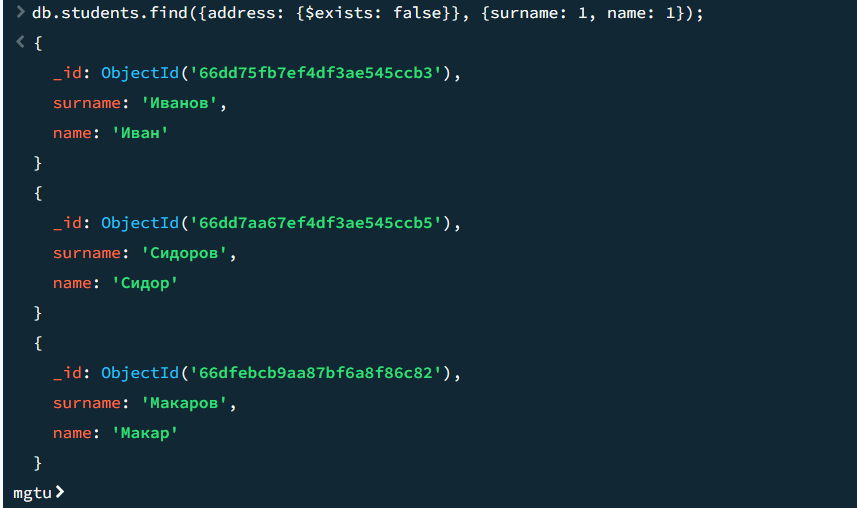 > db.students.find({address: {$exists: false}}, {surname: 1, name: 1});
< {
_id: ObjectId('66dd75fb7ef4df3ae545ccb3'),
surname: 'Иванов',
name: 'Иван'
}
{
_id: ObjectId('66dd7aa67ef4df3ae545ccb5'),
surname: 'Сидоров',
name: 'Сидор'
}
{
_id: ObjectId('66dfebcb9aa87bf6a8f86c82'),
surname: 'Макаров',
name: 'Макар'
}
mgtu>